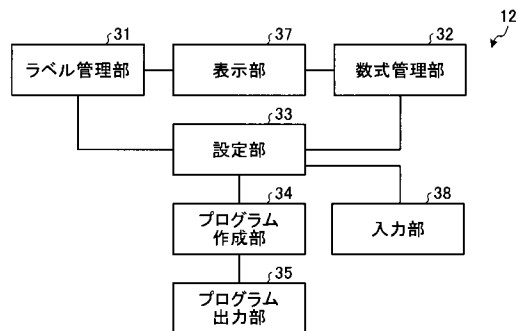 12
31
ラベル管理部
37
表示部
32
数式管理部
33
設定部
34
プログラム
作成部
38
入力部
35
プログラム
出力部